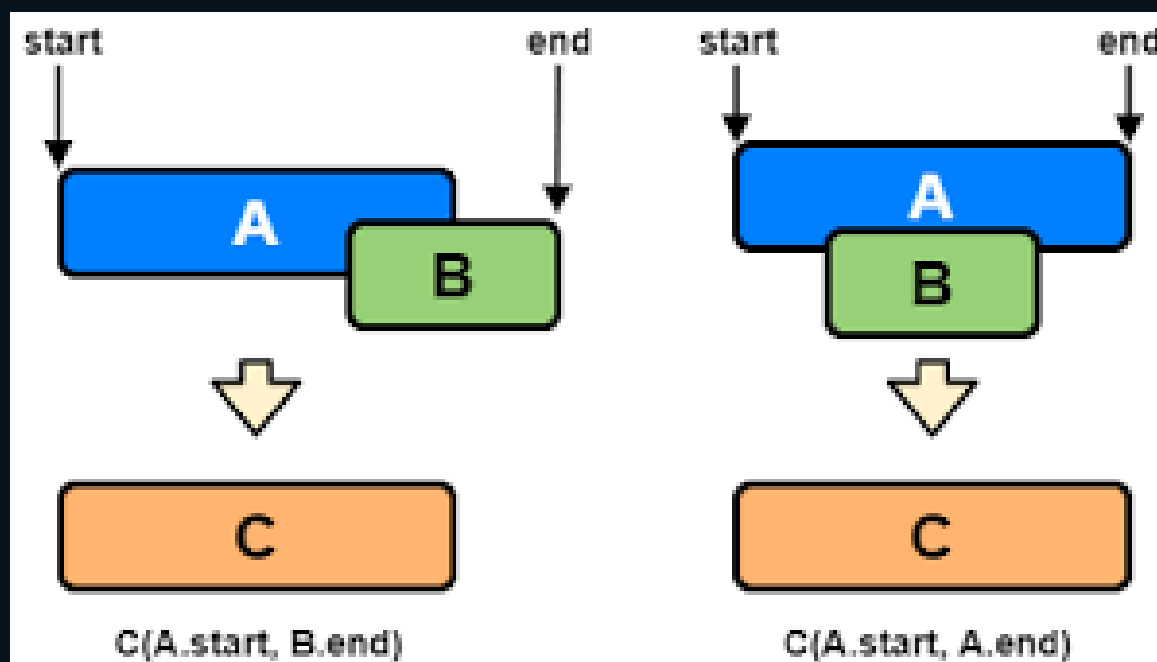 start end start end
A A
B B
C C
C(A.start, B.end) C(A.start, A.end)